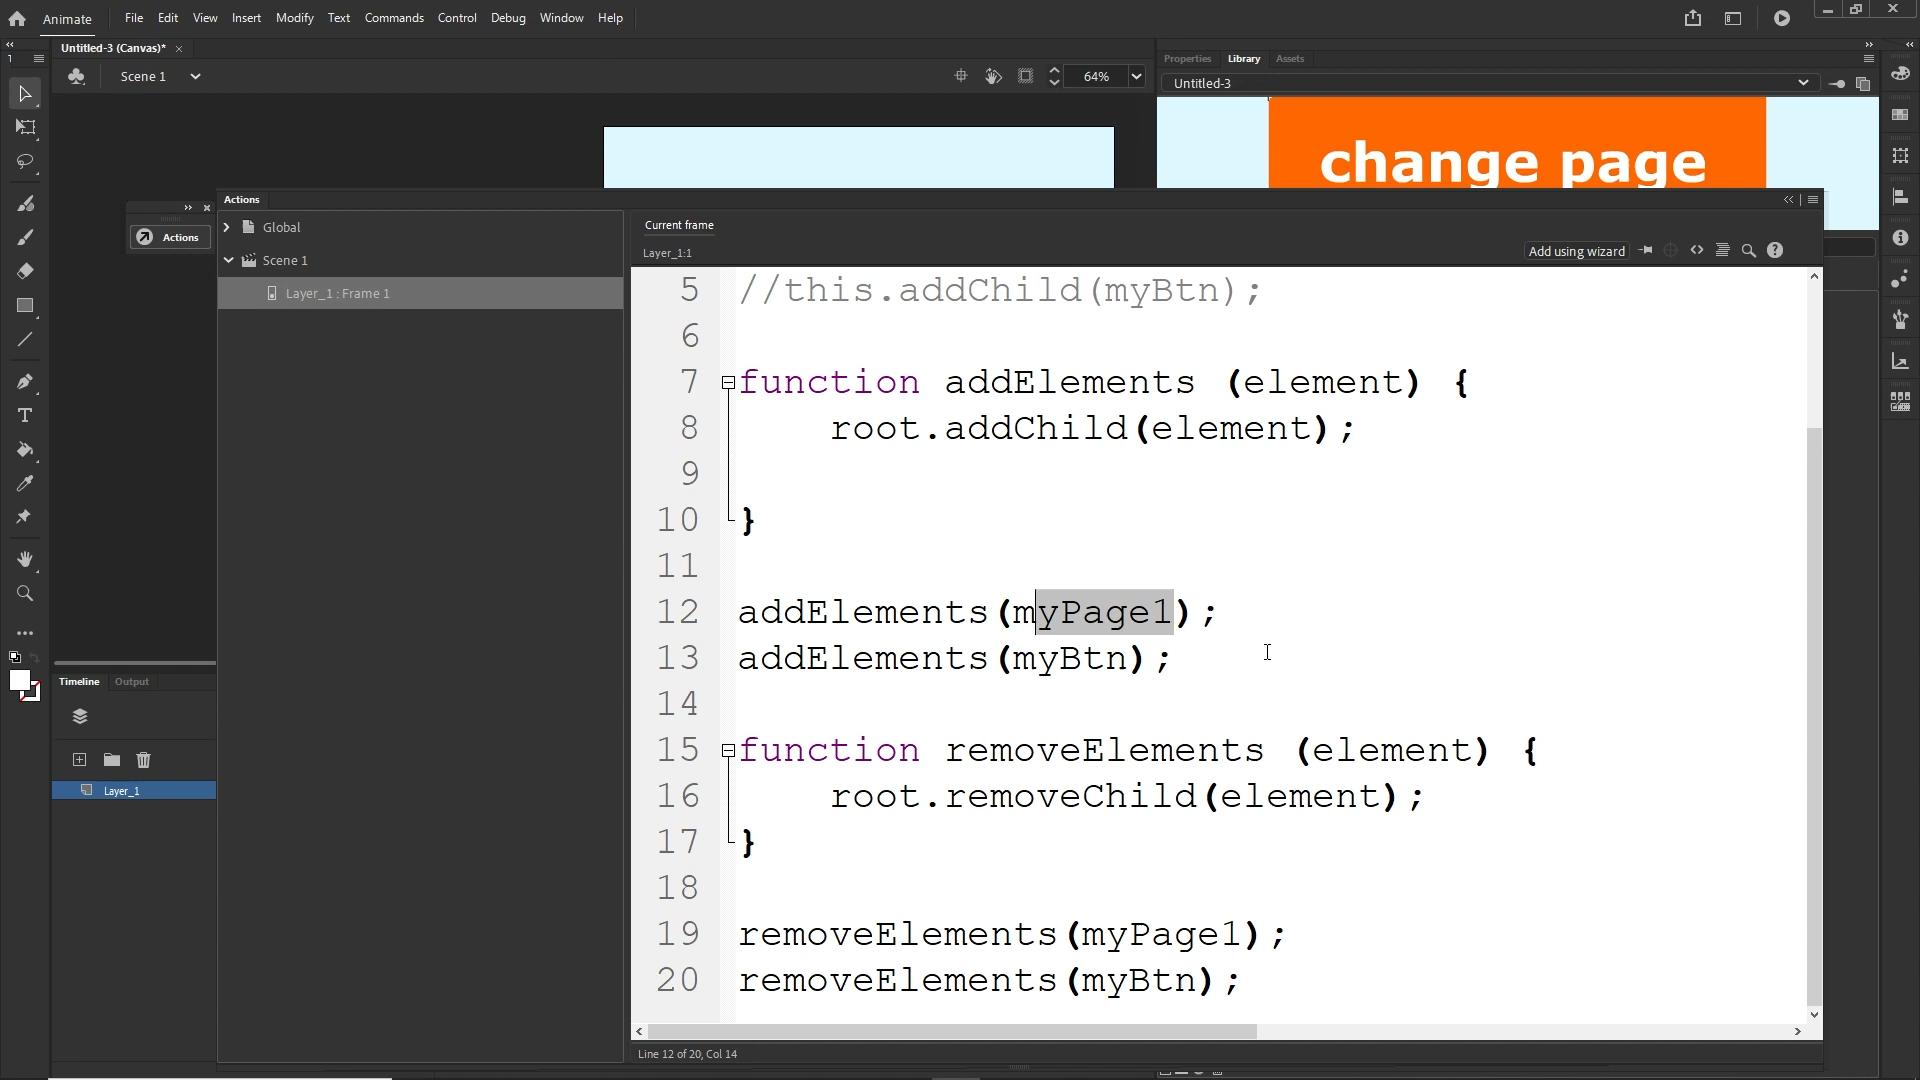 Animate File Edit View Insert Modify Text Commands Control Debug Window Help
Untitled-3 (Canvas)*
Scene 1 64%
Properties Library Assets
Untitled-3
change page
Actions
Actions
Global
Scene 1
Layer_1 : Frame 1
Current frame
Layer_1:1
Add using wizard
5 //this.addChild(myBtn);
6
7 function addElements (element) {
8 root.addChild(element);
9
10 }
11
12 addElements(myPage1);
13 addElements(myBtn);
14
15 function removeElements (element) {
16 root.removeChild(element);
17 }
18
19 removeElements(myPage1);
20 removeElements(myBtn);
Line 12 of 20, Col 14
Timeline Output
Layer_1